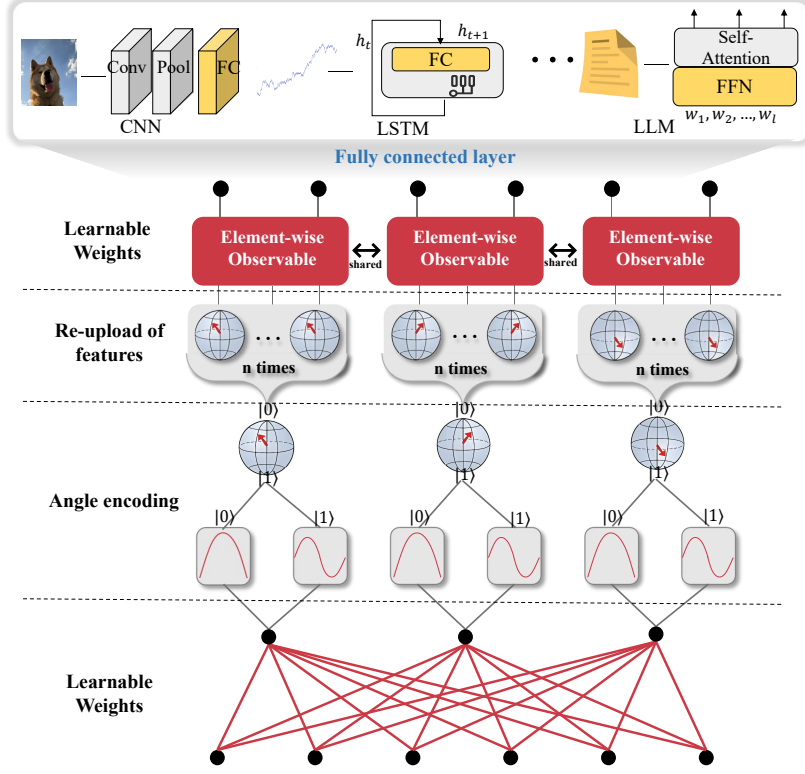 Conv Pool FC
CNN
h_t
h_{t+1}
FC
LSTM
• • •
Self-
Attention
FFN
w_1, w_2, ..., w_l
LLM
Fully connected layer
Learnable
Weights
Element-wise
Observable
shared
Element-wise
Observable
shared
Element-wise
Observable
Re-upload of
features
• • •
n times
• • •
n times
• • •
n times
Angle encoding
|0⟩
|1⟩
|0⟩
|1⟩
|0⟩
|1⟩
|0⟩
|1⟩
|0⟩
|1⟩
|0⟩
|1⟩
Learnable
Weights